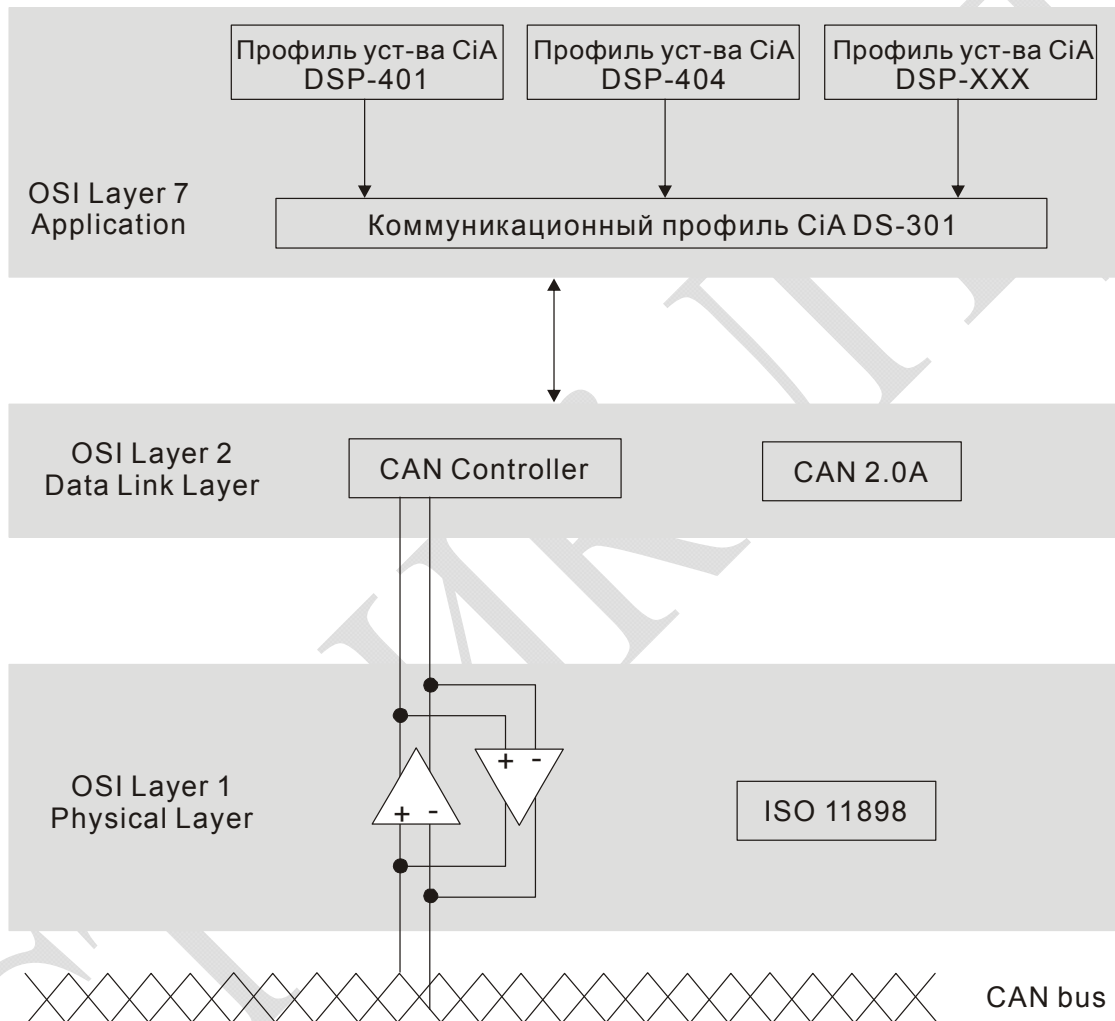 Профиль уст-ва CiA
DSP-401
Профиль уст-ва CiA
DSP-404
Профиль уст-ва CiA
DSP-XXX
OSI Layer 7
Application
Коммуникационный профиль CiA DS-301
OSI Layer 2
Data Link Layer
CAN Controller
CAN 2.0A
OSI Layer 1
Physical Layer
+ -
+ -
ISO 11898
CAN bus